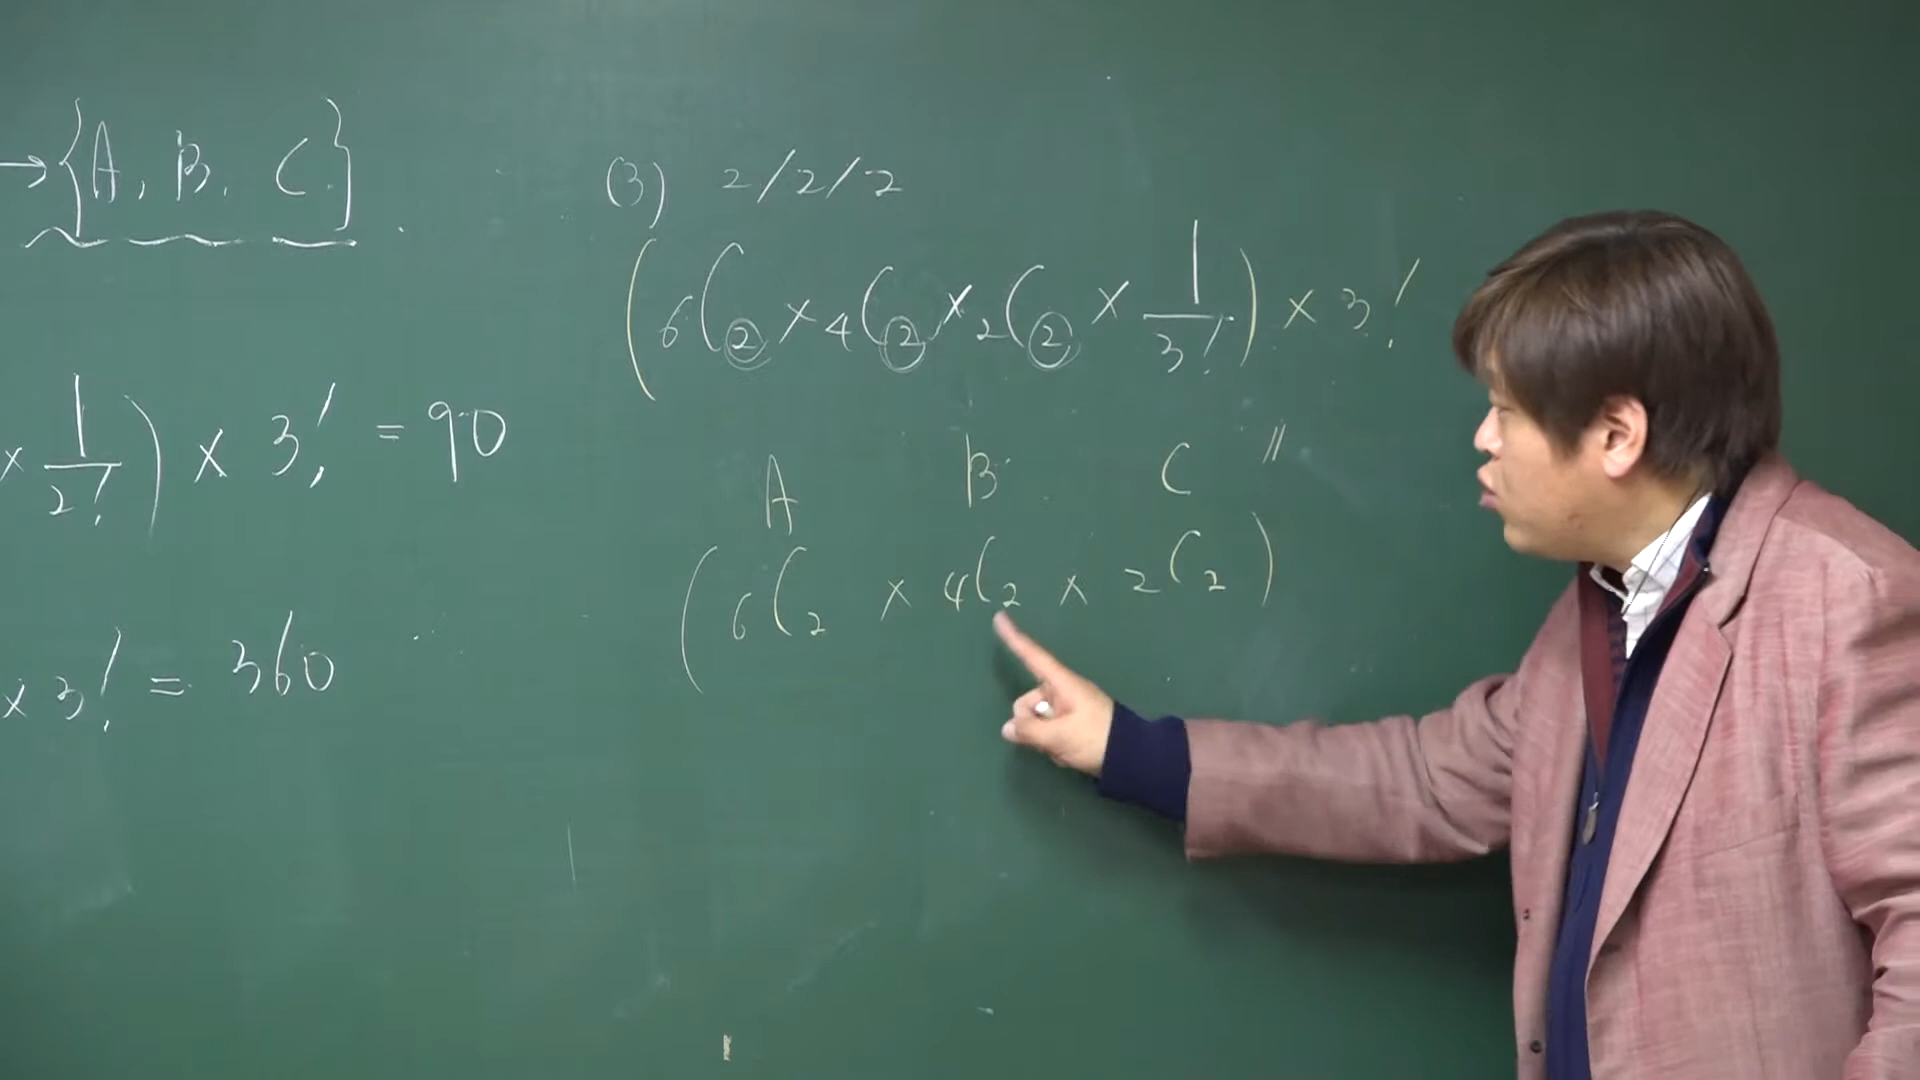 →{A, B, C}
× 1/2!) × 3! = 90
× 3! = 360
(3) 2/2/2
(₆C₂ × ₄C₂ × ₂C₂ × 1/3!) × 3!
A B C 〃
(₆C₂ × ₄C₂ × ₂C₂)